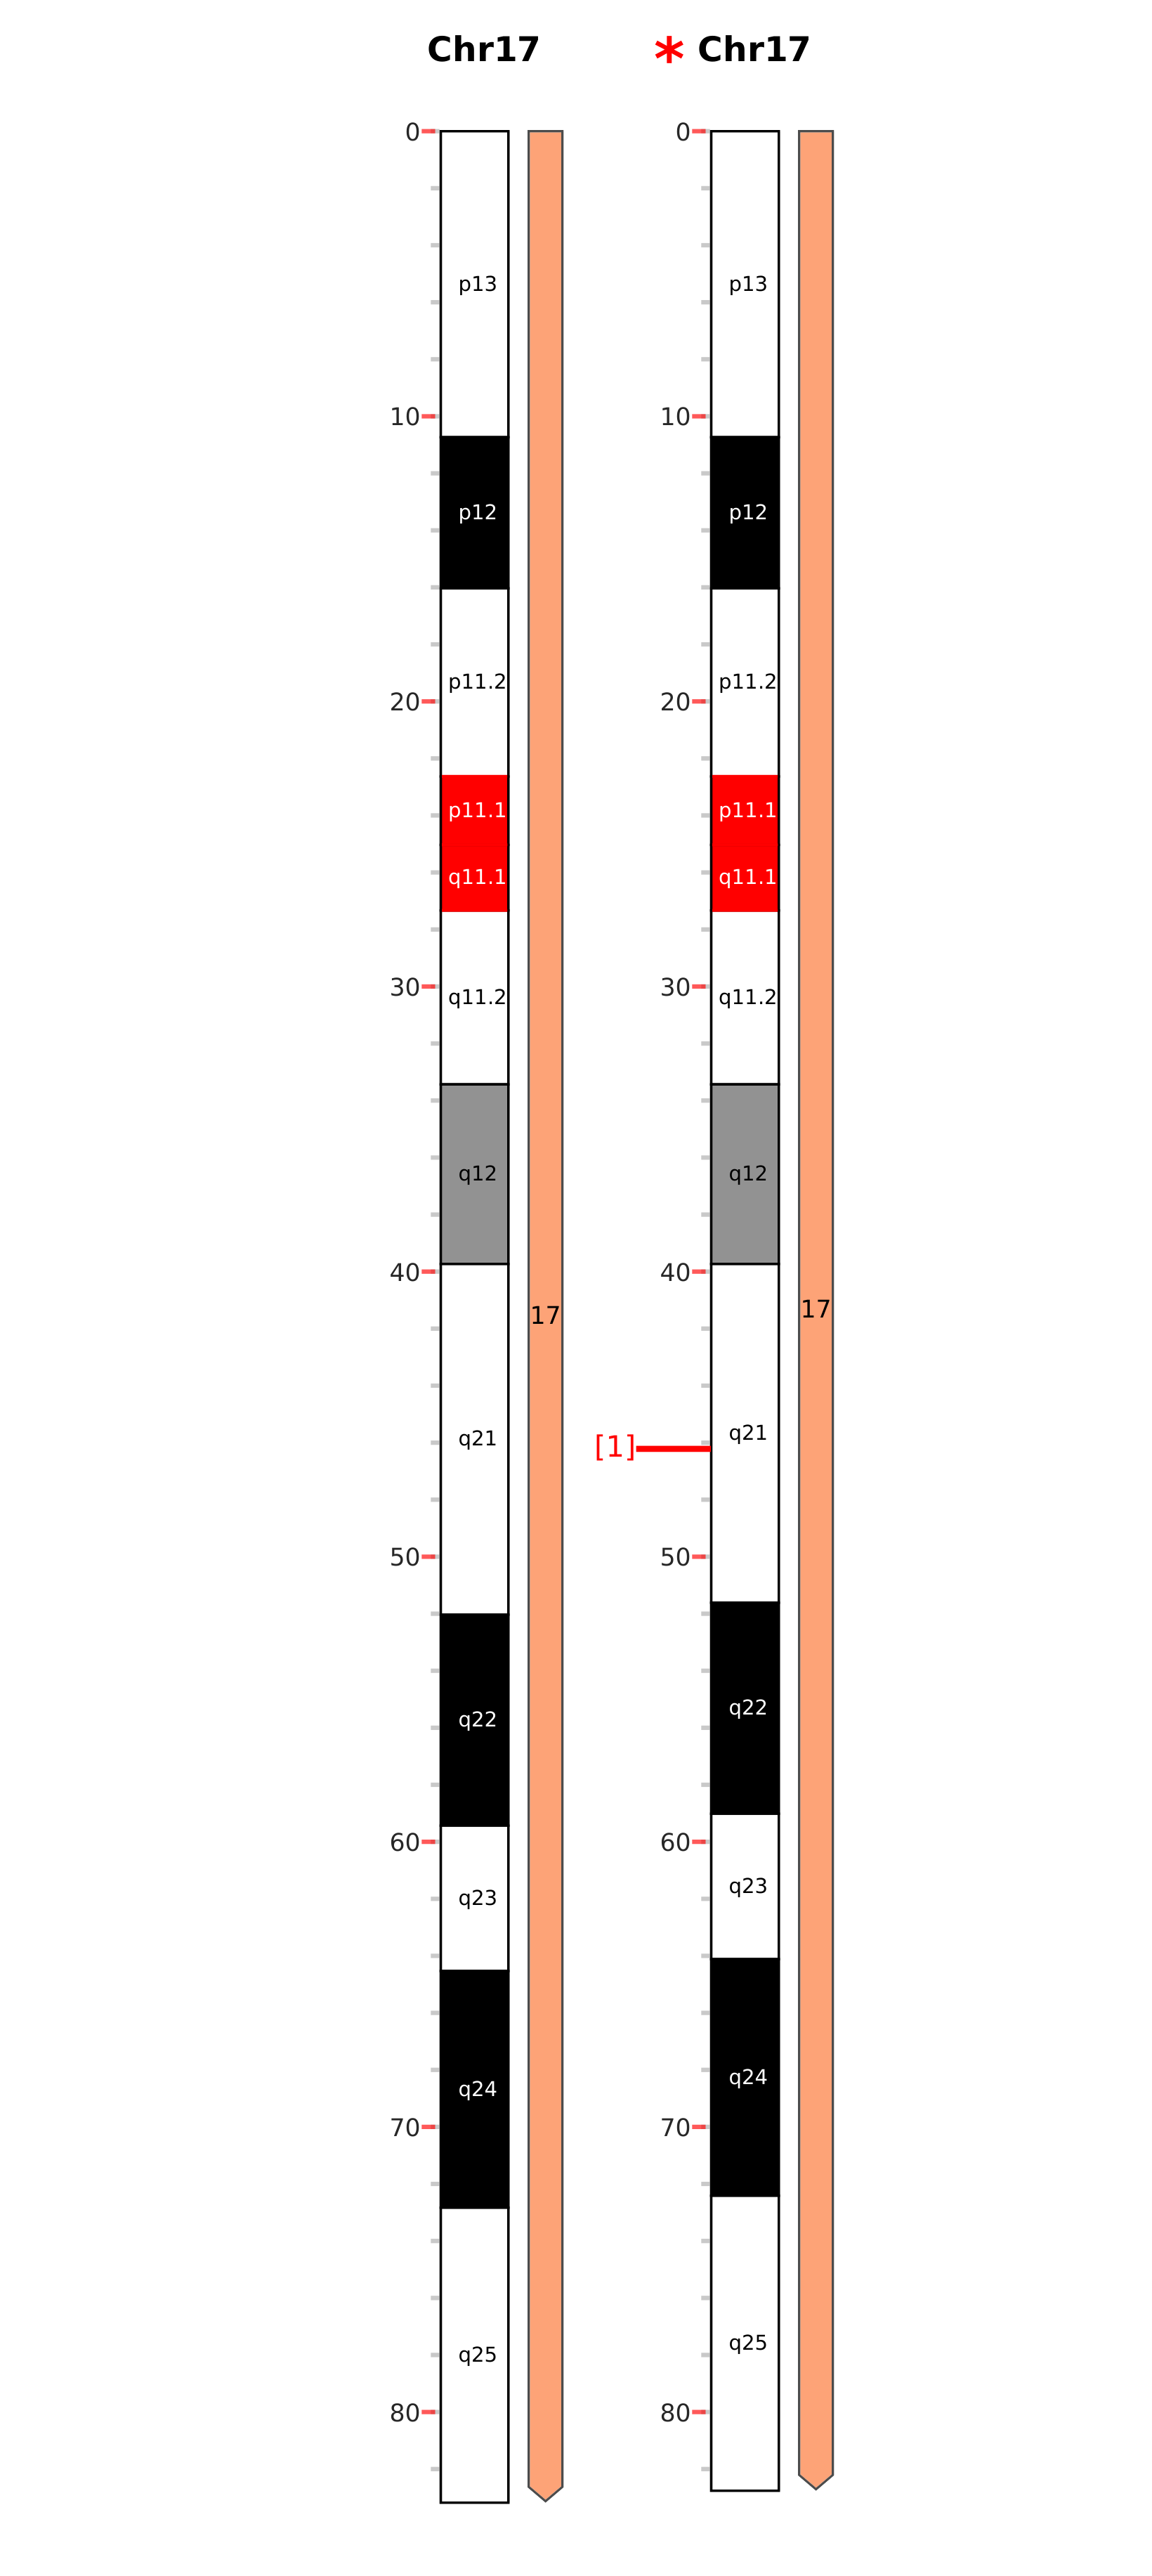 Chr17 * Chr17
0 0
p13 p13
10 10
p12 p12
p11.2 p11.2
20 20
p11.1 p11.1
q11.1 q11.1
30 q11.2 30 q11.2
q12 q12
40 40
17 17
q21 [1] q21
50 50
q22 q22
60 60
q23 q23
q24 q24
70 70
q25 q25
80 80